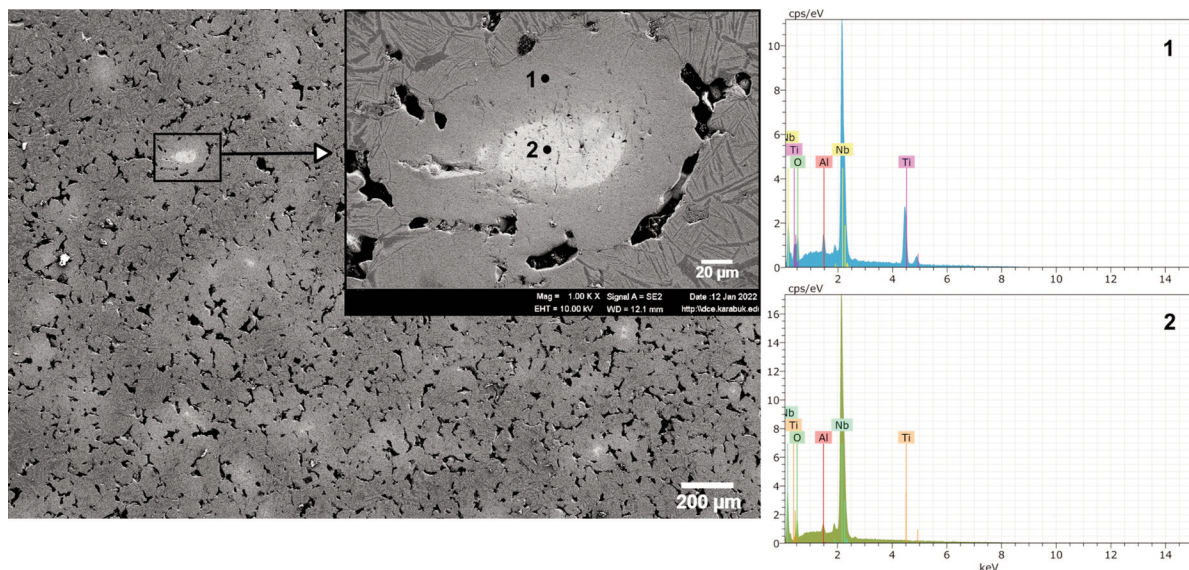 1
2
20 µm
Mag = 1.00 K X Signal A = SE2 Date :12 Jan 2022
EHT = 10.00 kV WD = 12.1 mm http://dce.karabuk.ed
200 µm
cps/eV
1
10
8
6
4
2
0
Nb
Ti
O
Al
Nb
Ti
2 4 6 8 10 12 14
cps/eV
2
16
14
12
10
8
6
4
2
0
Nb
Ti
O
Al
Nb
Ti
2 4 6 8 10 12 14
keV